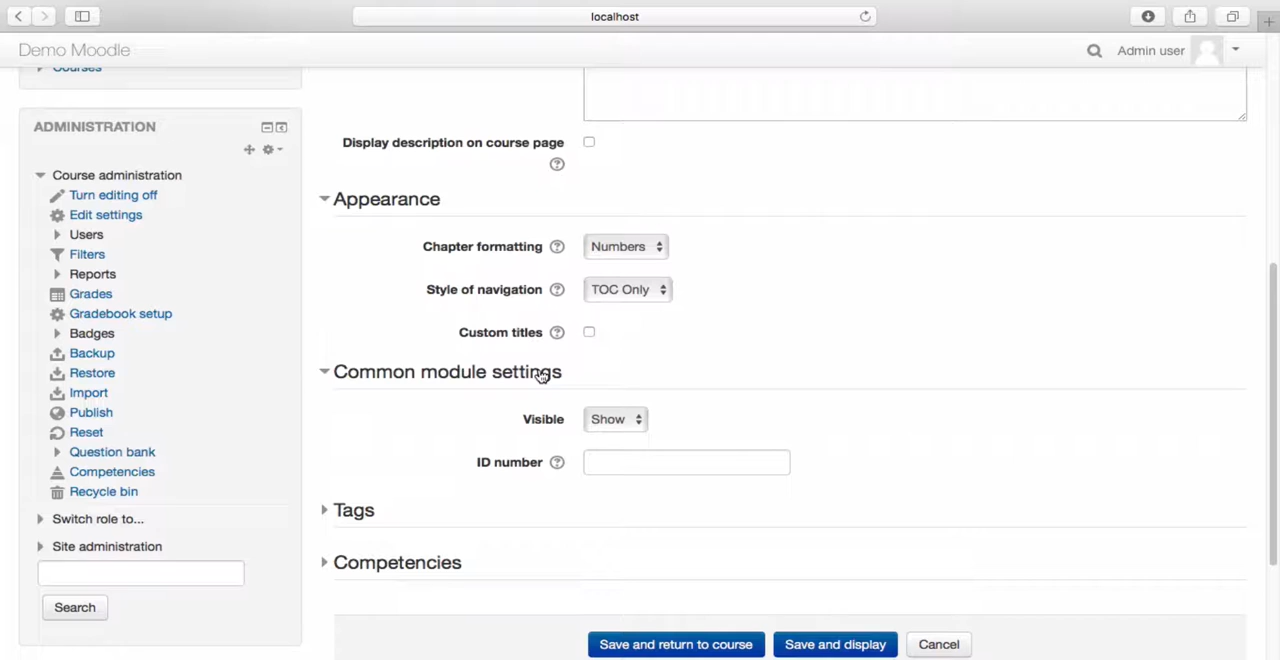 localhost
Demo Moodle
Admin user
Courses
ADMINISTRATION
Course administration
Turn editing off
Edit settings
Users
Filters
Reports
Grades
Gradebook setup
Badges
Backup
Restore
Import
Publish
Reset
Question bank
Competencies
Recycle bin
Switch role to...
Site administration
Search
Display description on course page
Appearance
Chapter formatting Numbers
Style of navigation TOC Only
Custom titles
Common module settings
Visible Show
ID number
Tags
Competencies
Save and return to course Save and display Cancel